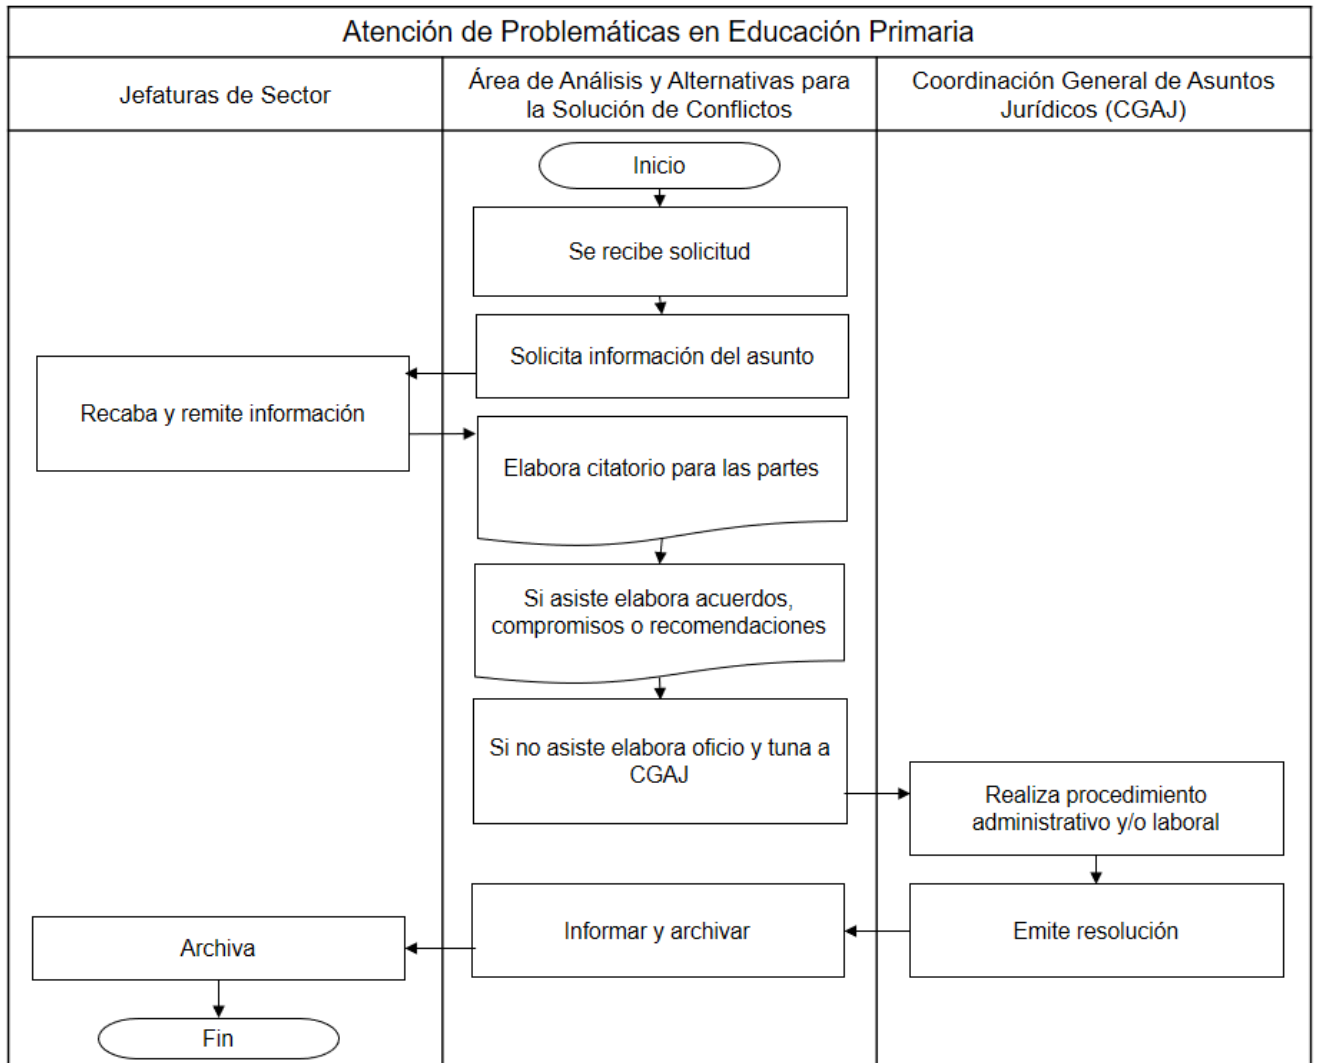 Atención de Problemáticas en Educación Primaria
Jefaturas de Sector
Área de Análisis y Alternativas para
la Solución de Conflictos
Coordinación General de Asuntos
Jurídicos (CGAJ)
Inicio
Se recibe solicitud
Solicita información del asunto
Recaba y remite información
Elabora citatorio para las partes
Si asiste elabora acuerdos,
compromisos o recomendaciones
Si no asiste elabora oficio y tuna a
CGAJ
Realiza procedimiento
administrativo y/o laboral
Emite resolución
Informar y archivar
Archiva
Fin